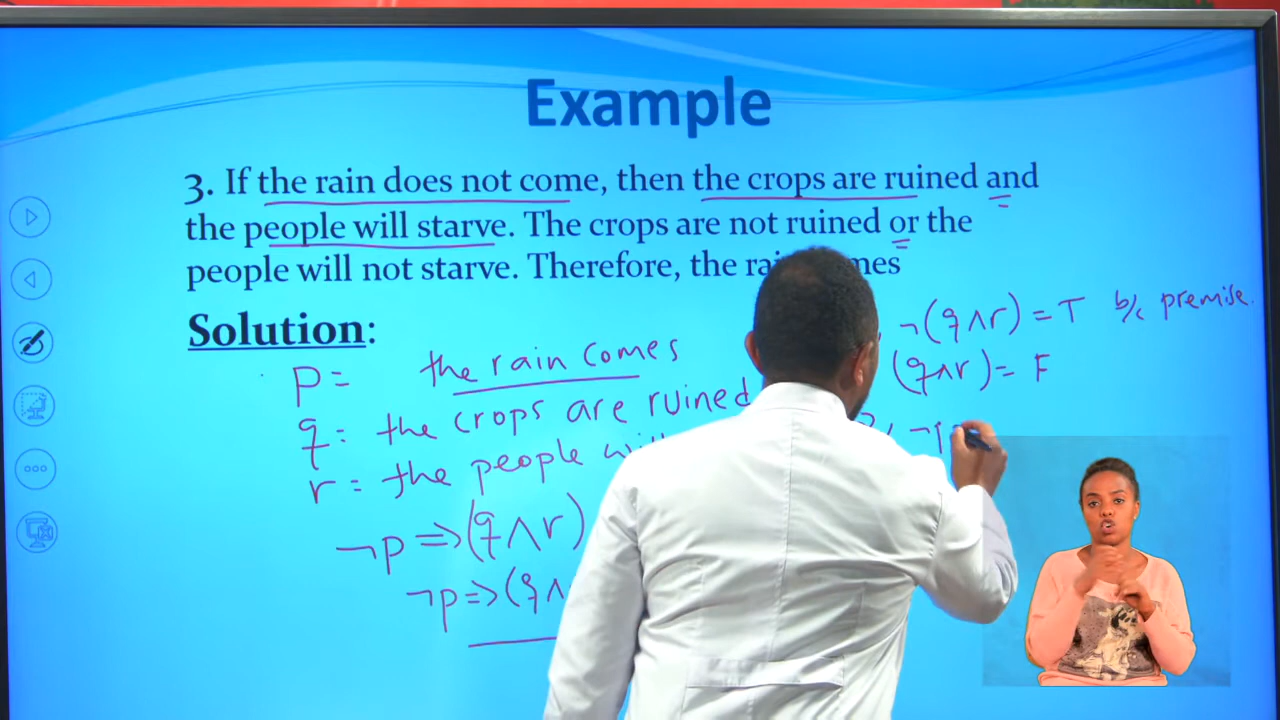 Example
3. If the rain does not come, then the crops are ruined and
the people will starve. The crops are not ruined or the
people will not starve. Therefore, the
Solution:
p = the rain comes
q = the crops are ruined
r = the people
¬p => (q ∧ r)
¬p => (q ∧
¬(q ∧ r) = T b/c premise.
(q ∧ r) = F